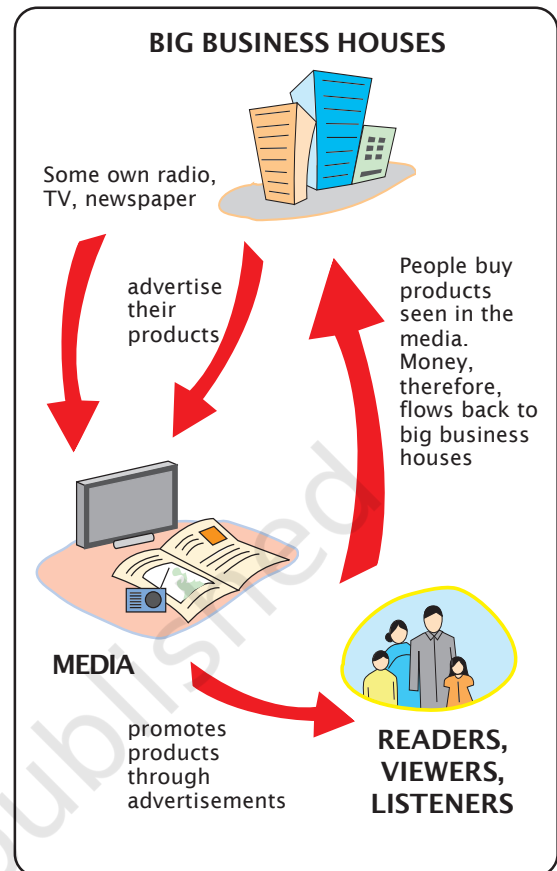 BIG BUSINESS HOUSES
Some own radio,
TV, newspaper
advertise
their
products
People buy
products
seen in the
media.
Money,
therefore,
flows back to
big business
houses
MEDIA
promotes
products
through
advertisements
READERS,
VIEWERS,
LISTENERS
published